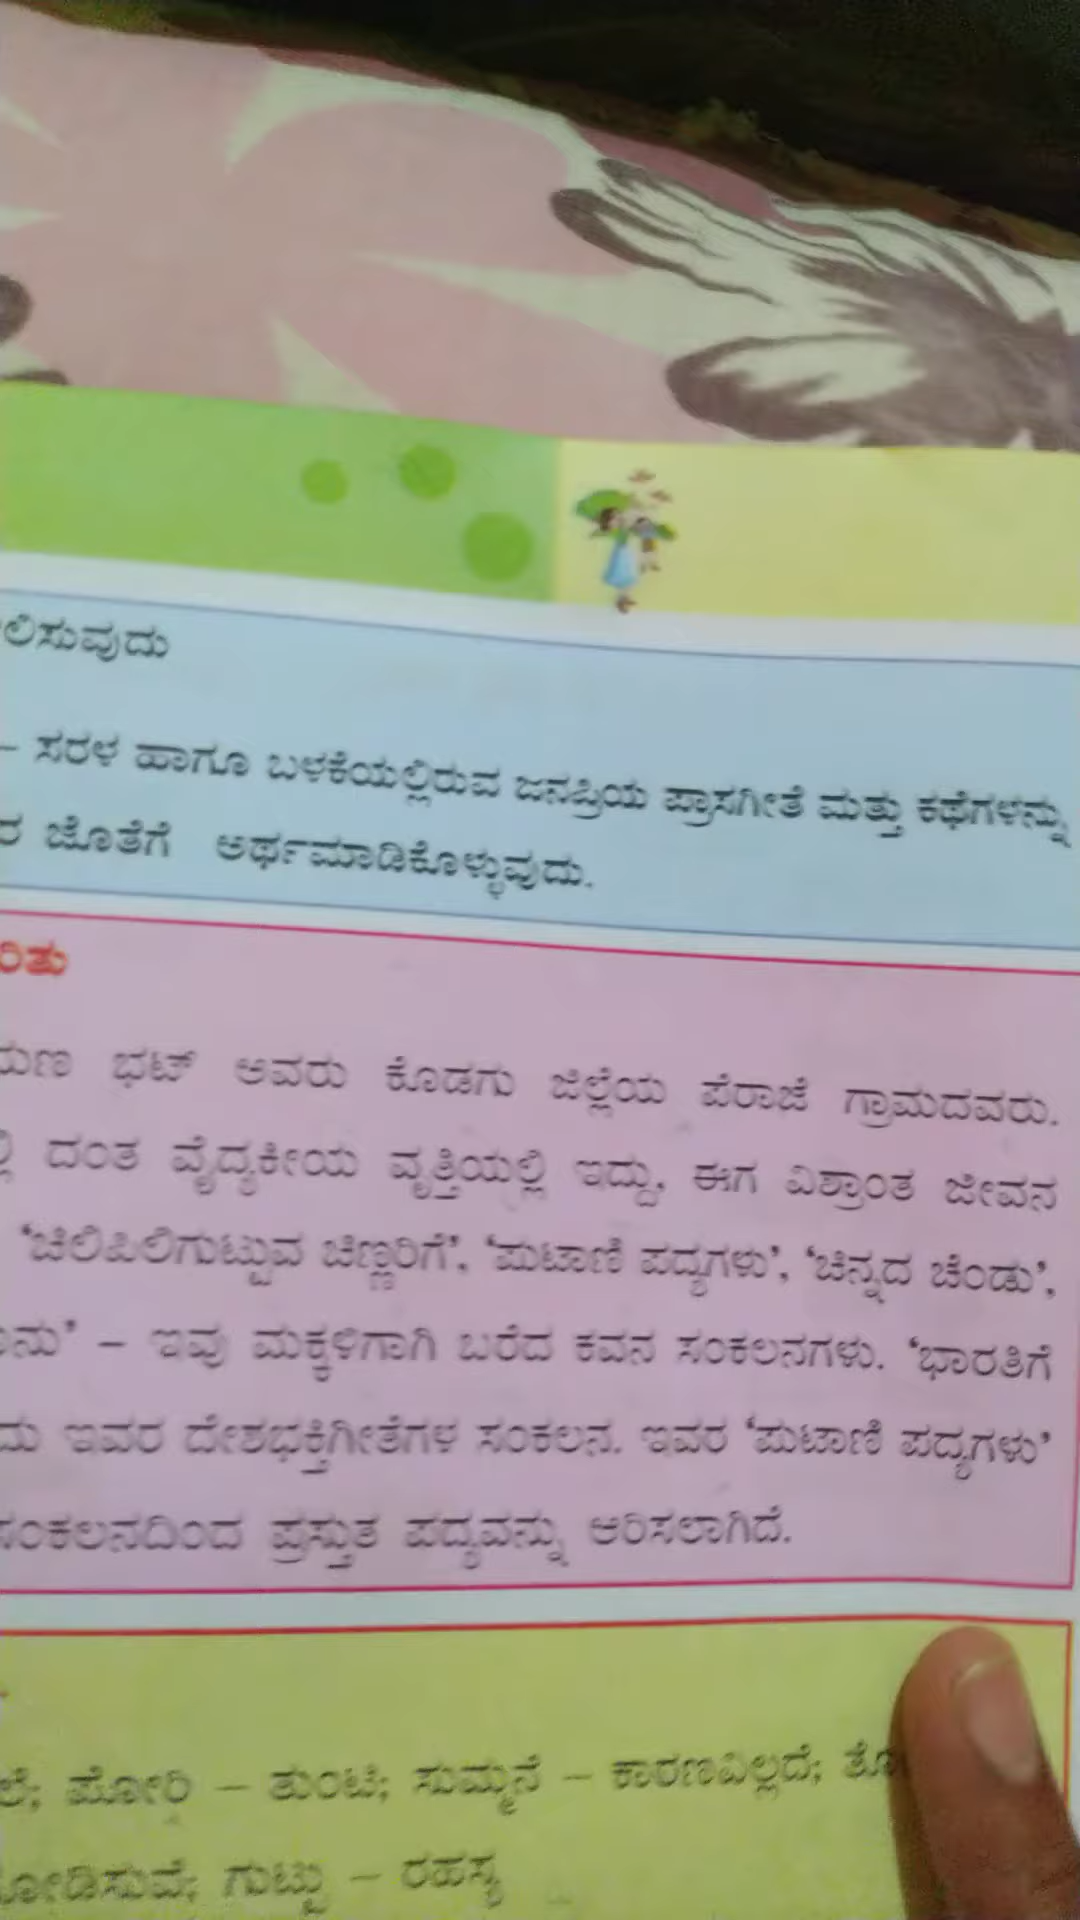 ಲಿಸುವುದು
– ಸರಳ ಹಾಗೂ ಬಳಕೆಯಲ್ಲಿರುವ ಜನಪ್ರಿಯ ಪ್ರಾಸಗೀತೆ ಮತ್ತು ಕಥೆಗಳನ್ನು
ರ ಜೊತೆಗೆ ಅರ್ಥಮಾಡಿಕೊಳ್ಳುವುದು.
ರಿತು
ಯಣ ಭಟ್ ಅವರು ಕೊಡಗು ಜಿಲ್ಲೆಯ ಪೆರಾಜೆ ಗ್ರಾಮದವರು.
ಲ್ಲಿ ದಂತ ವೈದ್ಯಕೀಯ ವೃತ್ತಿಯಲ್ಲಿ ಇದ್ದು, ಈಗ ವಿಶ್ರಾಂತ ಜೀವನ
‘ಚಿಲಿಪಿಲಿಗುಟ್ಟುವ ಚಿಣ್ಣರಿಗೆ’, ‘ಪುಟಾಣಿ ಪದ್ಯಗಳು’, ‘ಚಿನ್ನದ ಚೆಂಡು’,
ನು’ – ಇವು ಮಕ್ಕಳಿಗಾಗಿ ಬರೆದ ಕವನ ಸಂಕಲನಗಳು. ‘ಭಾರತಿಗೆ
ದು ಇವರ ದೇಶಭಕ್ತಿಗೀತೆಗಳ ಸಂಕಲನ. ಇವರ ‘ಪುಟಾಣಿ ಪದ್ಯಗಳು’
ಸಂಕಲನದಿಂದ ಪ್ರಸ್ತುತ ಪದ್ಯವನ್ನು ಆರಿಸಲಾಗಿದೆ.
ಲೆ; ಪೋರಿ – ತುಂಟಿ; ಸುಮ್ಮನೆ – ಕಾರಣವಿಲ್ಲದೆ; ತೋ
ೋಡಿಸುವೆ; ಗುಟ್ಟು – ರಹಸ್ಯ